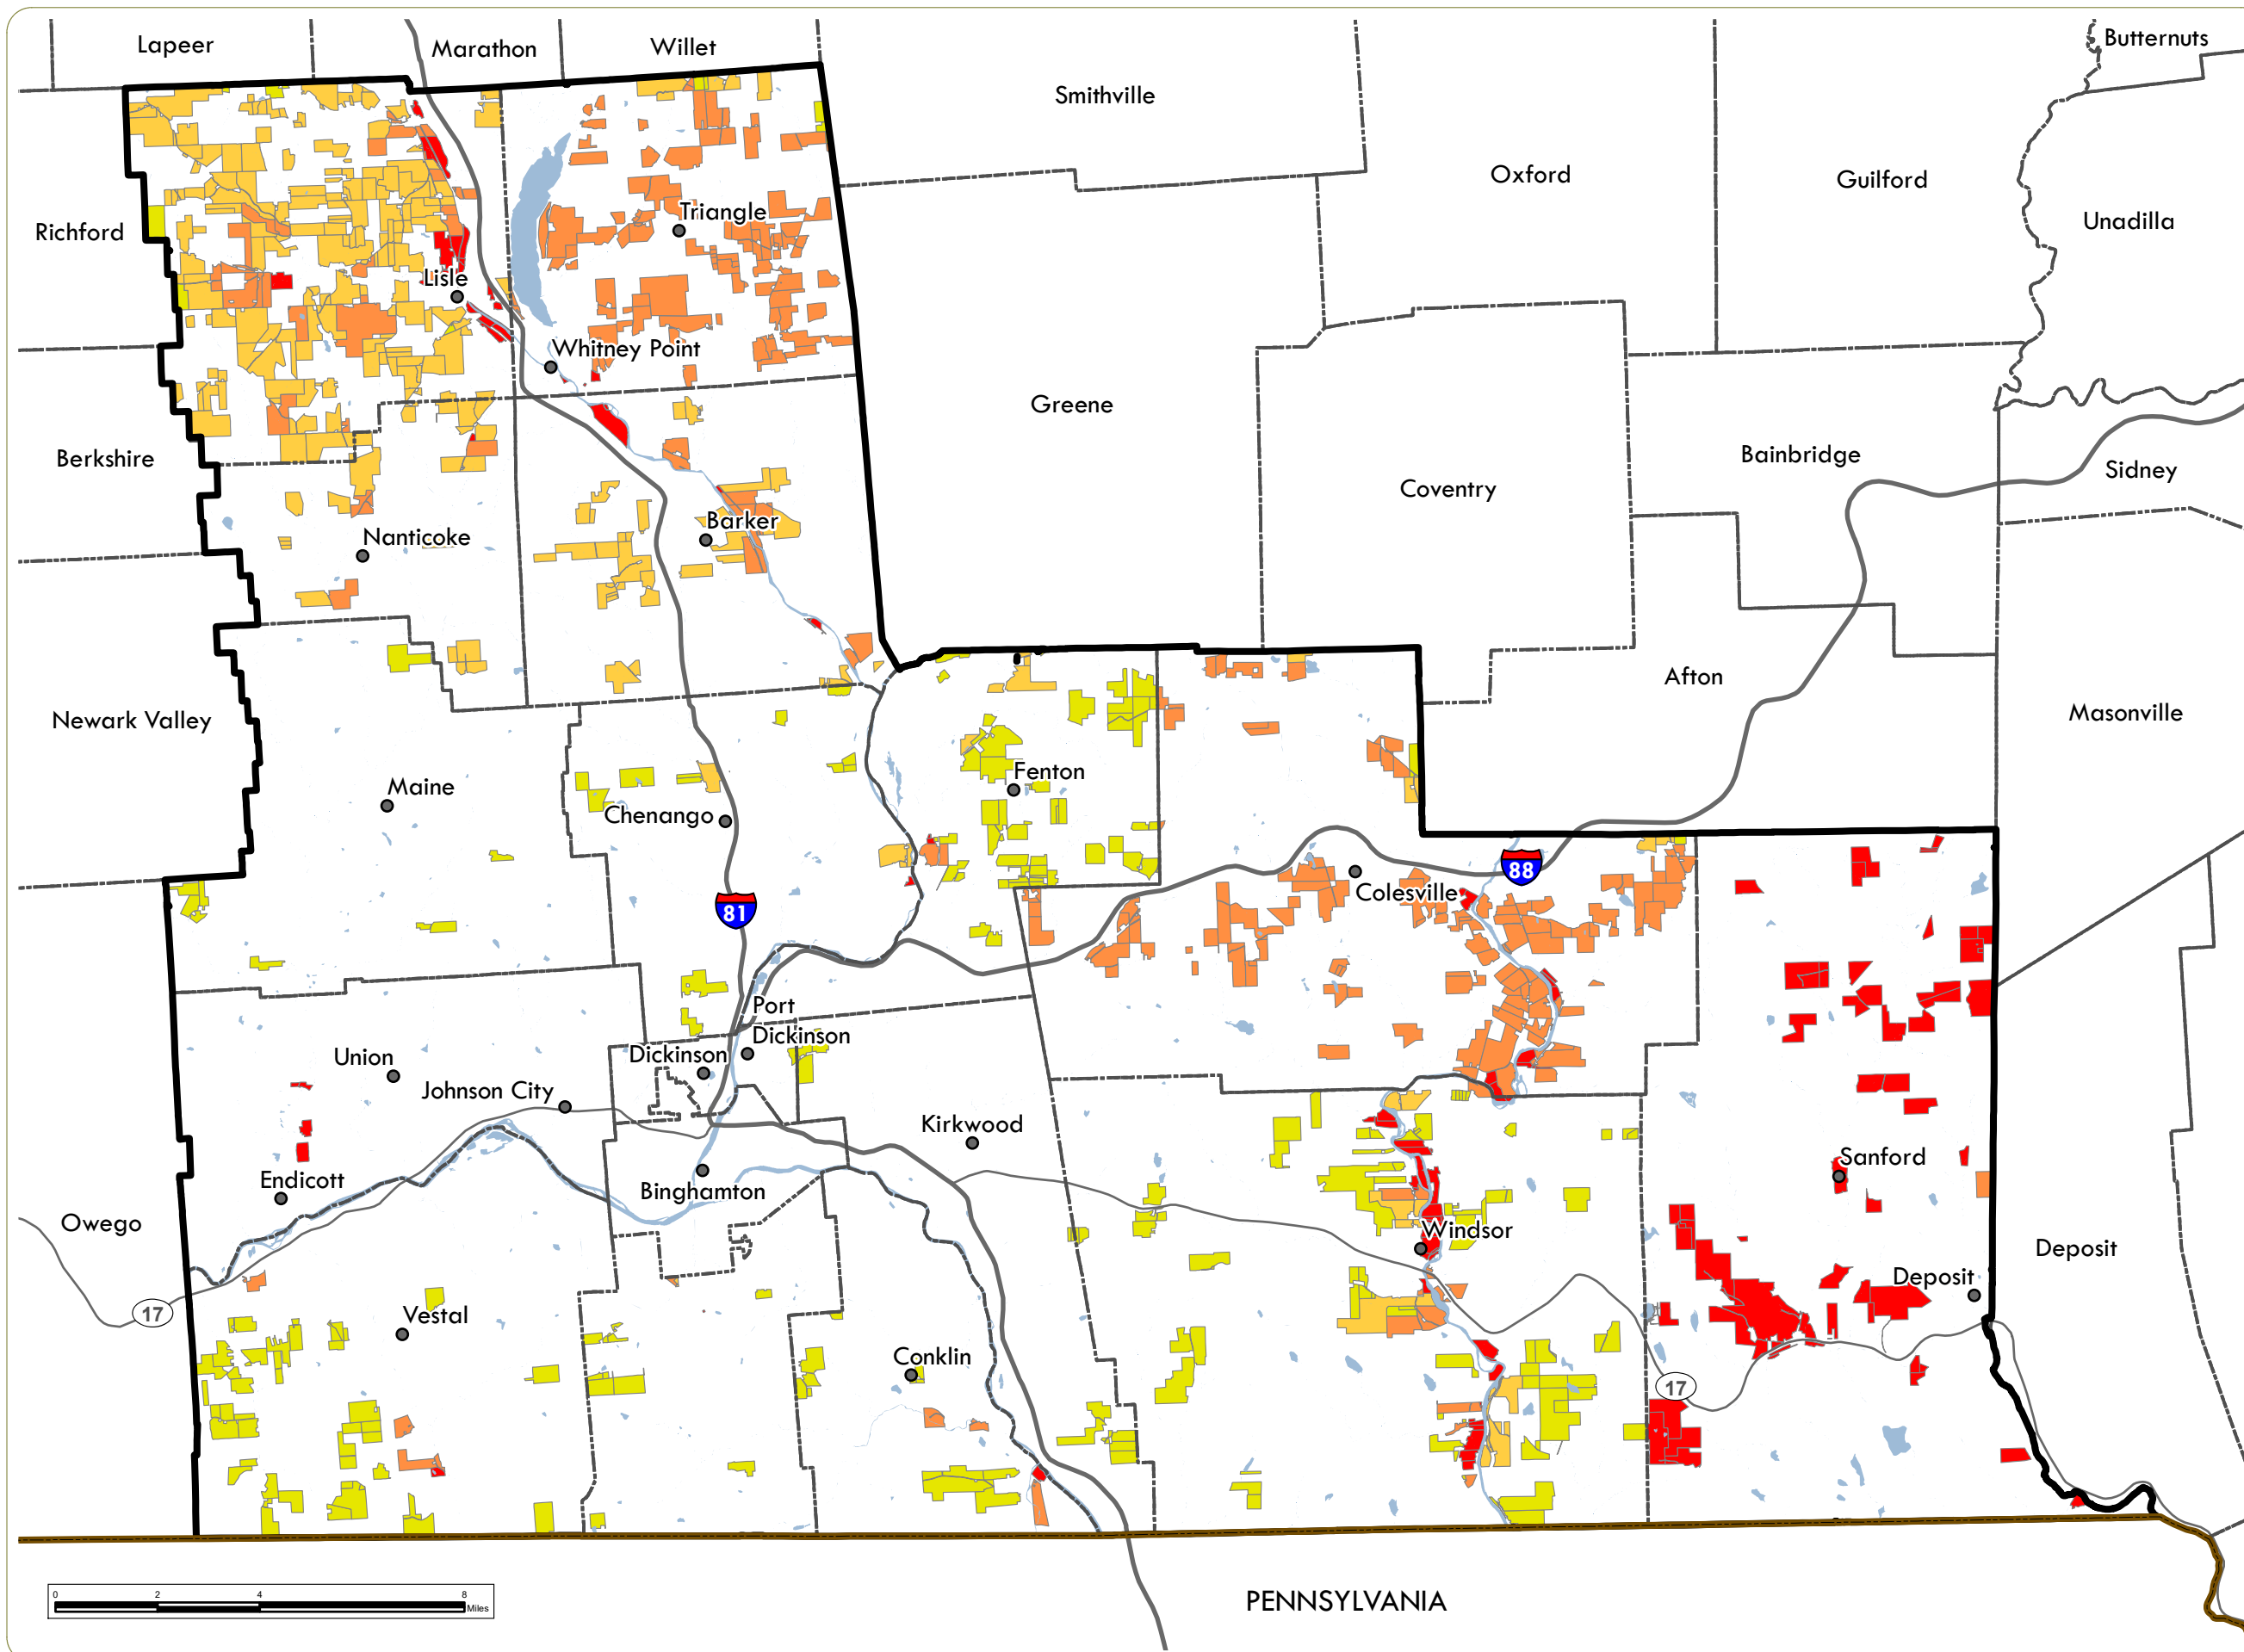 Lapeer
Marathon
Willet
Butternuts
Smithville
Oxford
Guilford
Unadilla
Richford
Triangle
Lisle
Whitney Point
Greene
Berkshire
Bainbridge
Sidney
Coventry
Barker
Nanticoke
Afton
Newark Valley
Masonville
Maine
Fenton
Chenango
88
Colesville
81
Port
Dickinson
Dickinson
Union
Johnson City
Kirkwood
Sanford
Endicott
Binghamton
Owego
Windsor
Deposit
Deposit
17
Vestal
Conklin
17
0 2 4 8
Miles
PENNSYLVANIA